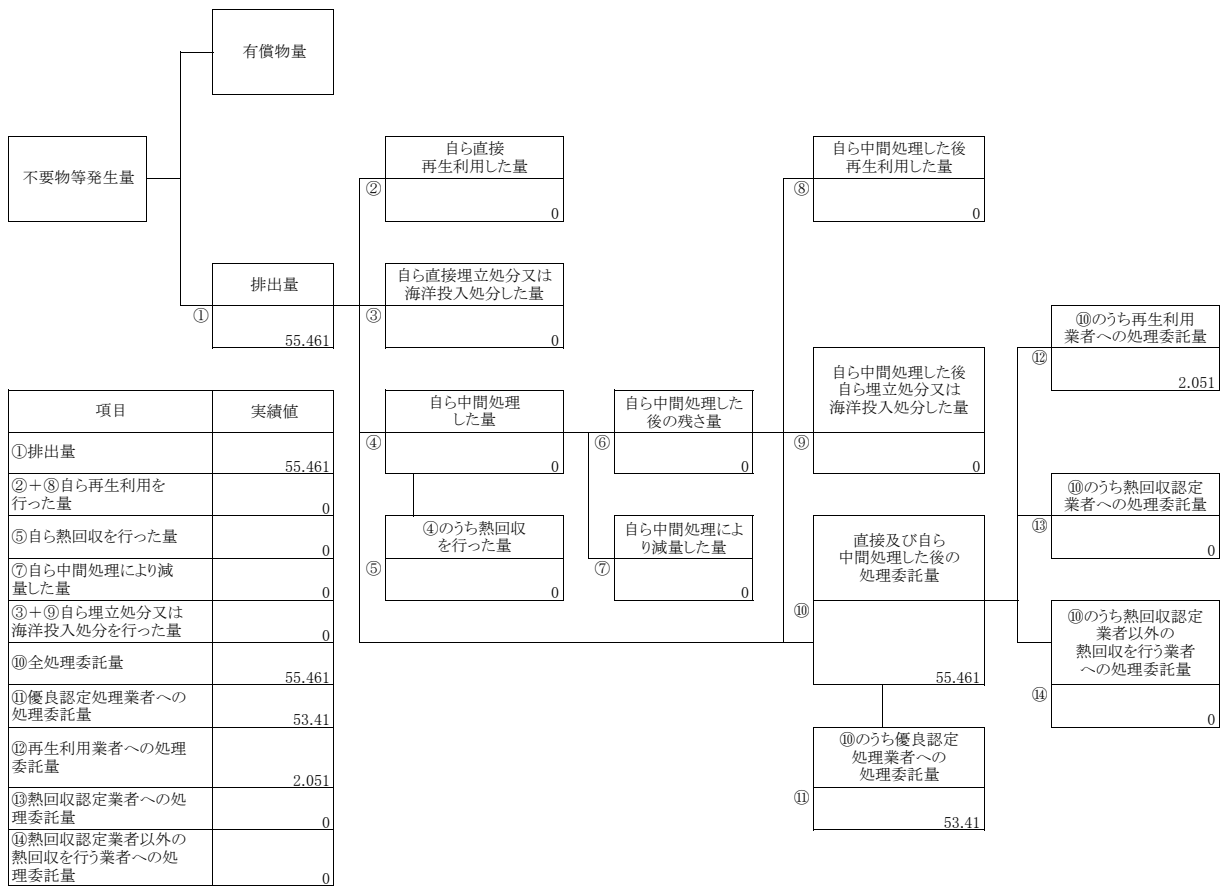 有償物量
不要物等発生量
自ら直接
再生利用した量
②
0
自ら中間処理した後
再生利用した量
⑧
0
排出量
①
55.461
自ら直接埋立処分又は
海洋投入処分した量
③
0
⑩のうち再生利用
業者への処理委託量
⑫
2.051
自ら中間処理
した量
④
0
自ら中間処理した
後の残さ量
⑥
0
自ら中間処理した後
自ら埋立処分又は
海洋投入処分した量
⑨
0
⑩のうち熱回収認定
業者への処理委託量
⑬
0
④のうち熱回収
を行った量
⑤
0
自ら中間処理によ
り減量した量
⑦
0
直接及び自ら
中間処理した後の
処理委託量
⑩
55.461
⑩のうち熱回収認定
業者以外の
熱回収を行う業者
への処理委託量
⑭
0
⑩のうち優良認定
処理業者への
処理委託量
⑪
53.41
項目 実績値
①排出量
55.461
②+⑧自ら再生利用を
行った量
0
⑤自ら熱回収を行った量
0
⑦自ら中間処理により減
量した量
0
③+⑨自ら埋立処分又は
海洋投入処分を行った量
0
⑩全処理委託量
55.461
⑪優良認定処理業者への
処理委託量
53.41
⑫再生利用業者への処理
委託量
2.051
⑬熱回収認定業者への処
理委託量
0
⑭熱回収認定業者以外の
熱回収を行う業者への処
理委託量
0